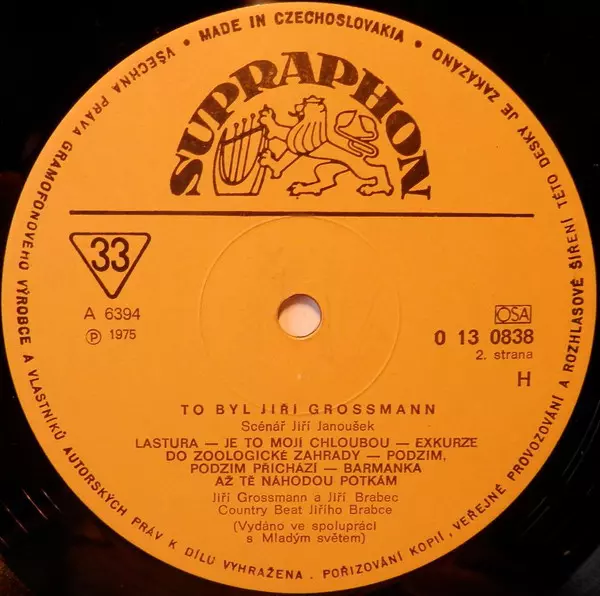 VŠECHNA PRÁVA GRAMOFONOVÉHO VÝROBCE A VLASTNÍKŮ AUTORSKÝCH PRÁV K DÍLU VYHRAŽENA. POŘIZOVÁNÍ KOPIÍ, VEŘEJNÉ PROVOZOVÁNÍ A ROZHLASOVÉ ŠÍŘENÍ TÉTO DESKY JE ZAKÁZÁNO
• MADE IN CZECHOSLOVAKIA •
SUPRAPHON
33
A 6394
Ⓟ 1975
OSA
0 13 0838
2. strana
H
TO BYL JIŘÍ GROSSMANN
Scénář Jiří Janoušek
LASTURA — JE TO MOJÍ CHLOUBOU — EXKURZE
DO ZOOLOGICKÉ ZAHRADY — PODZIM,
PODZIM PŘICHÁZÍ — BARMANKA
AŽ TĚ NÁHODOU POTKÁM
Jiří Grossmann a Jiří Brabec
Country Beat Jiřího Brabce
(Vydáno ve spolupráci
s Mladým světem)